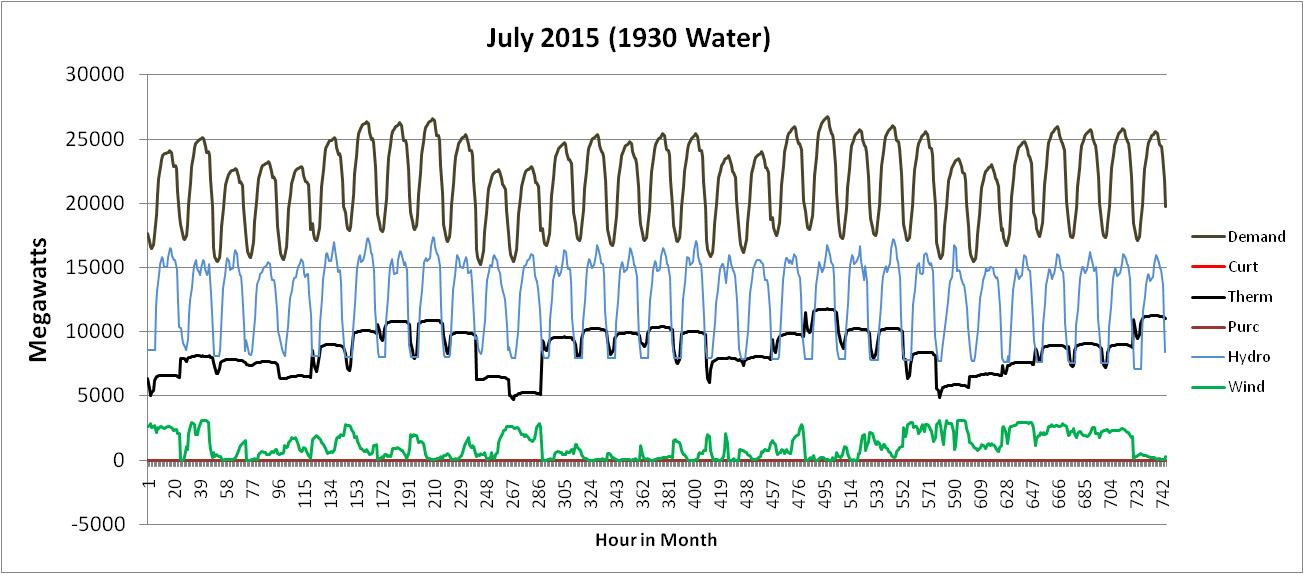 July 2015 (1930 Water)
30000
25000
20000
15000
10000
5000
0
-5000
Megawatts
1 20 39 58 77 96 115 134 153 172 191 210 229 248 267 286 305 324 343 362 381 400 419 438 457 476 495 514 533 552 571 590 609 628 647 666 685 704 723 742
Hour in Month
Demand
Curt
Therm
Purc
Hydro
Wind